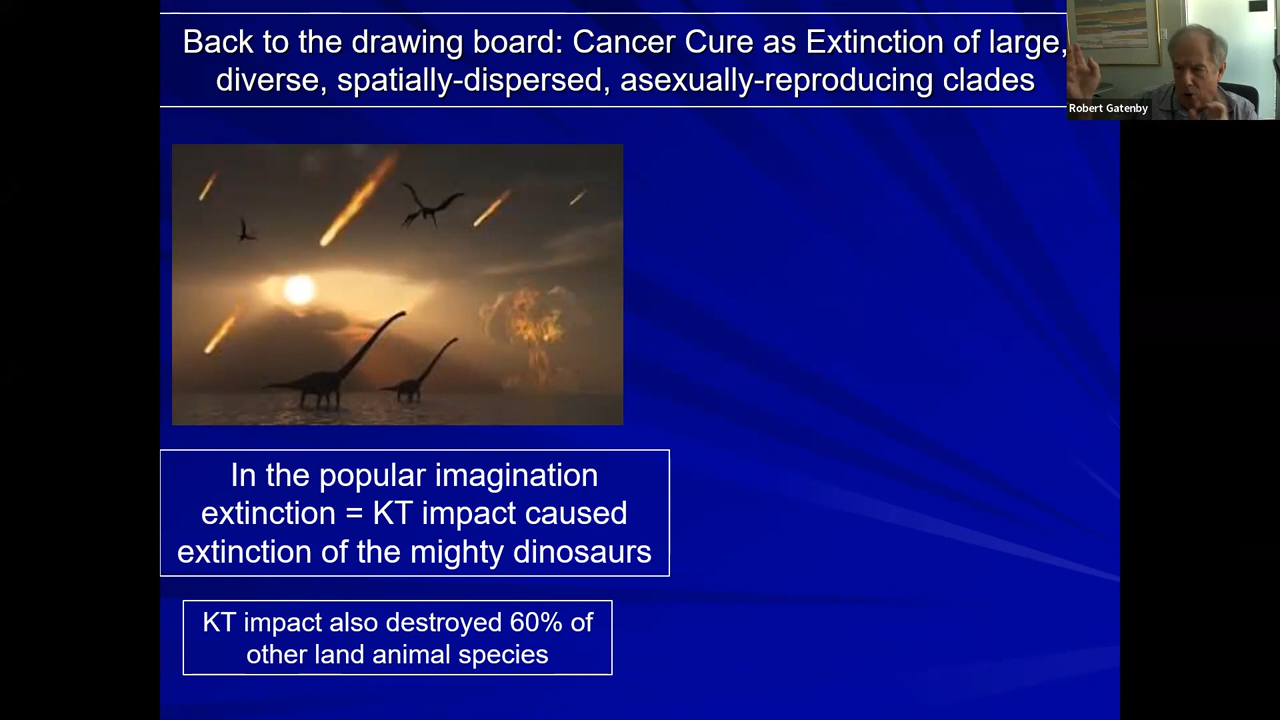 Back to the drawing board: Cancer Cure as Extinction of large,
diverse, spatially-dispersed, asexually-reproducing clades
Robert Gatenby
In the popular imagination
extinction = KT impact caused
extinction of the mighty dinosaurs
KT impact also destroyed 60% of
other land animal species